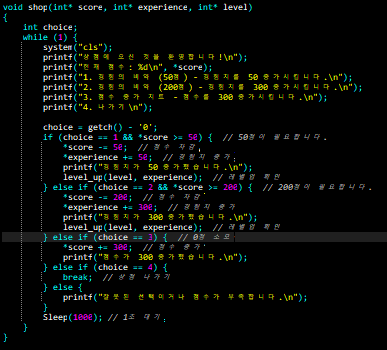 void shop(int* score, int* experience, int* level)
{
int choice;
while (1) {
system("cls");
printf("상점에 오신 것을 환영합니다!\n");
printf("현재 점수: %d\n", *score);
printf("1. 경험의 비약 (50점) - 경험치를 50 증가시킵니다.\n");
printf("2. 경험의 비약 (200점) - 경험치를 300 증가시킵니다.\n");
printf("3. 점수 증가 치트 - 점수를 300 증가시킵니다.\n");
printf("4. 나가기\n");
choice = getch() - '0';
if (choice == 1 && *score >= 50) { // 50점이 필요합니다.
*score -= 50; // 점수 차감
*experience += 50; // 경험치 증가
printf("경험치가 50 증가했습니다.\n");
level_up(level, experience); // 레벨업 확인
} else if (choice == 2 && *score >= 200) { // 200점이 필요합니다.
*score -= 200; // 점수 차감
*experience += 300; // 경험치 증가
printf("경험치가 300 증가했습니다.\n");
level_up(level, experience); // 레벨업 확인
} else if (choice == 3) { // 0점 소모
*score += 300; // 점수 증가
printf("점수가 300 증가했습니다.\n");
} else if (choice == 4) {
break; // 상점 나가기
} else {
printf("잘못된 선택이거나 점수가 부족합니다.\n");
}
Sleep(1000); // 1초 대기
}
}